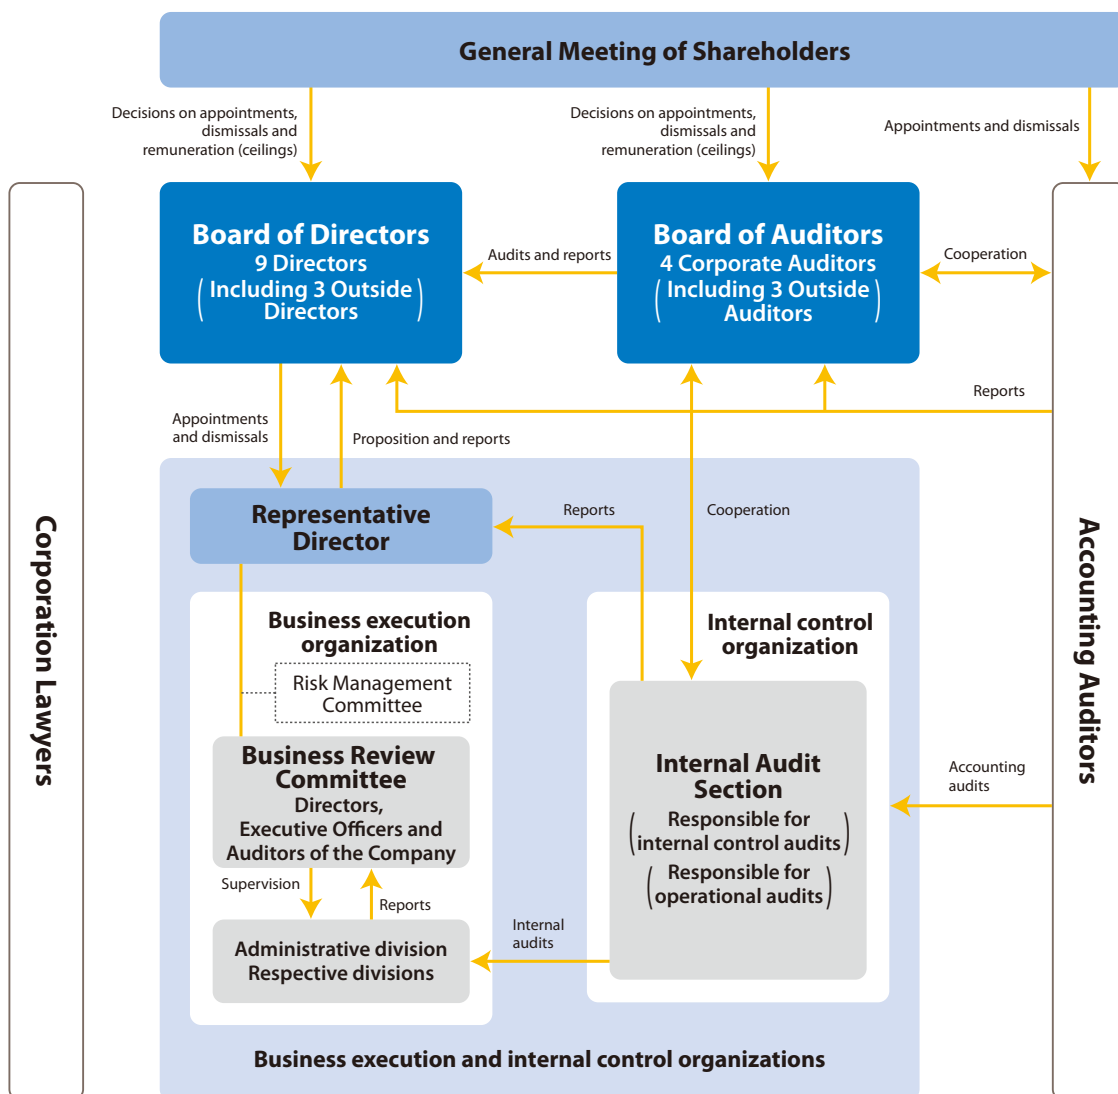 General Meeting of Shareholders
Decisions on appointments,
dismissals and
remuneration (ceilings)
Decisions on appointments,
dismissals and
remuneration (ceilings)
Appointments and dismissals
Board of Directors
9 Directors
(Including 3 Outside
Directors)
Audits and reports
Board of Auditors
4 Corporate Auditors
(Including 3 Outside
Auditors)
Cooperation
Reports
Appointments
and dismissals
Proposition and reports
Corporation Lawyers
Accounting Auditors
Representative
Director
Reports
Cooperation
Business execution
organization
Risk Management
Committee
Business Review
Committee
Directors,
Executive Officers and
Auditors of the Company
Supervision
Reports
Administrative division
Respective divisions
Internal control
organization
Internal Audit
Section
(Responsible for
internal control audits)
(Responsible for
operational audits)
Internal
audits
Accounting
audits
Business execution and internal control organizations